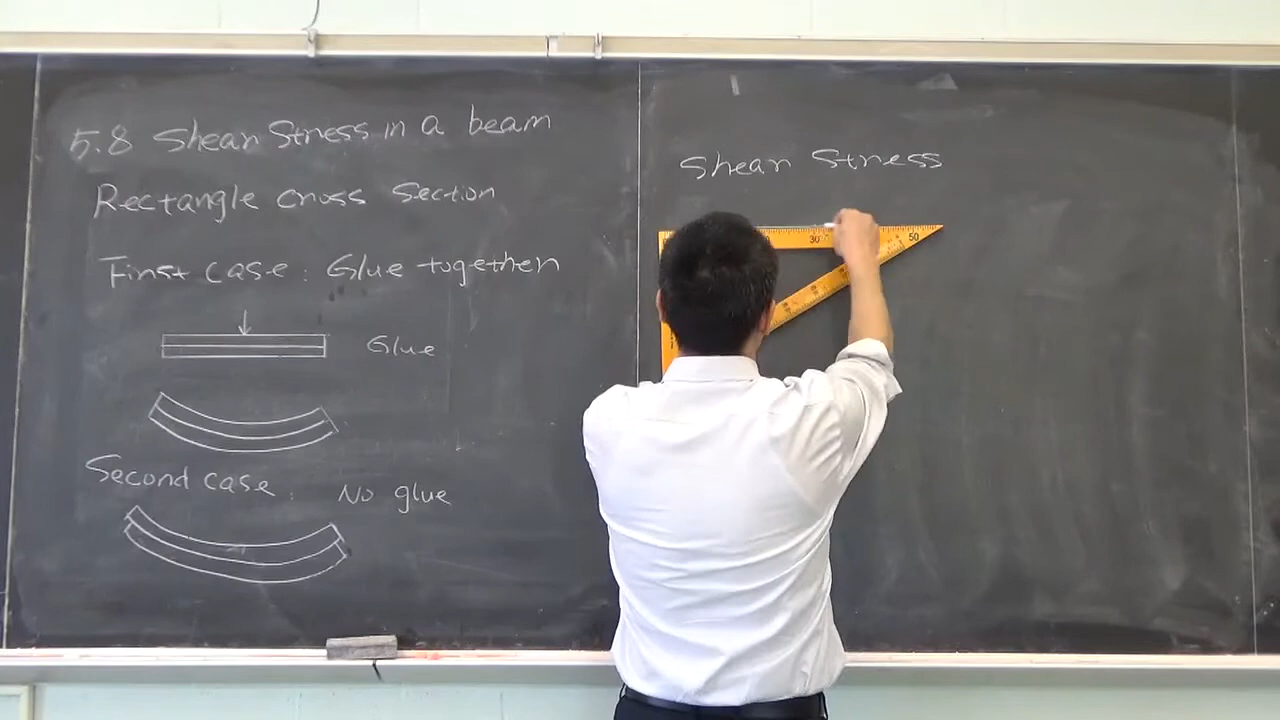 5.8 Shear Stress in a beam
Rectangle cross section
First case : Glue together
Glue
Second case : No glue
Shear Stress
30
50